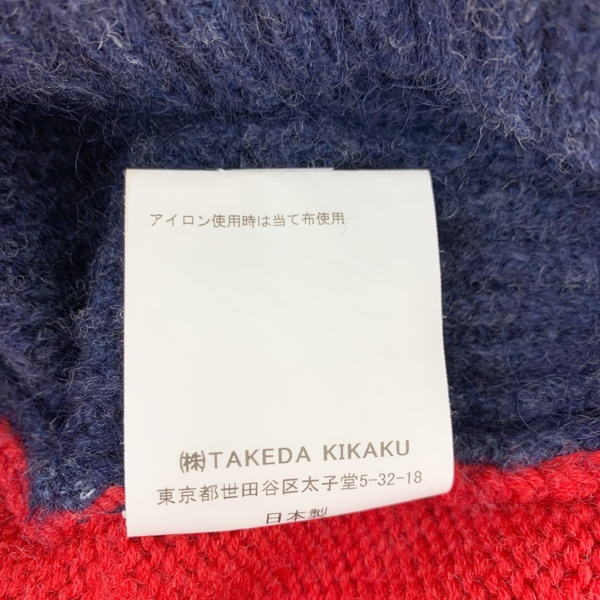 アイロン使用時は当て布使用
㈱TAKEDA KIKAKU
東京都世田谷区太子堂5-32-18
日本製